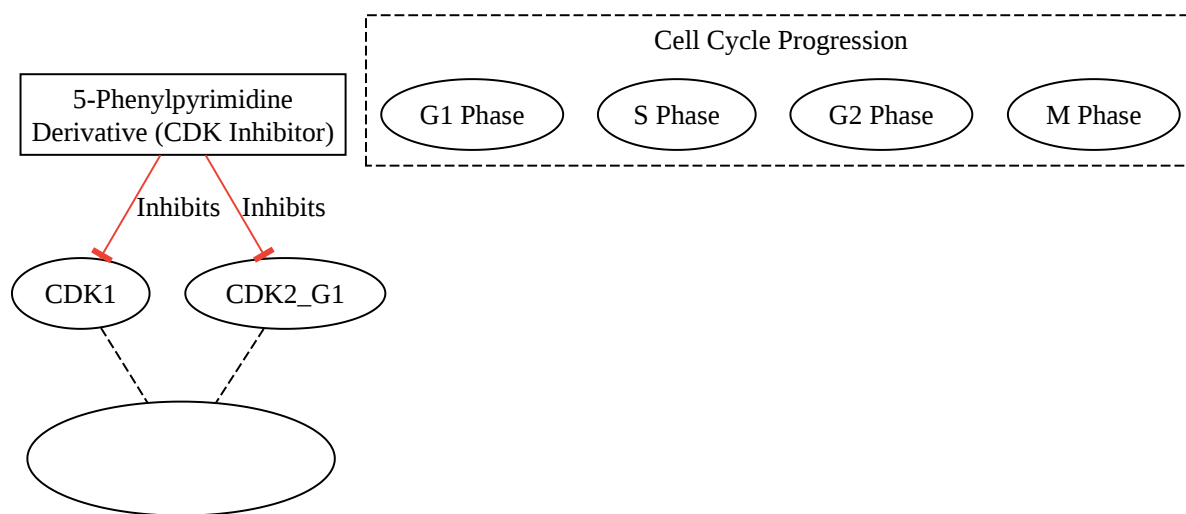 Cell Cycle Progression
5-Phenylpyrimidine
Derivative (CDK Inhibitor)
G1 Phase
S Phase
G2 Phase
M Phase
Inhibits
Inhibits
CDK1
CDK2_G1